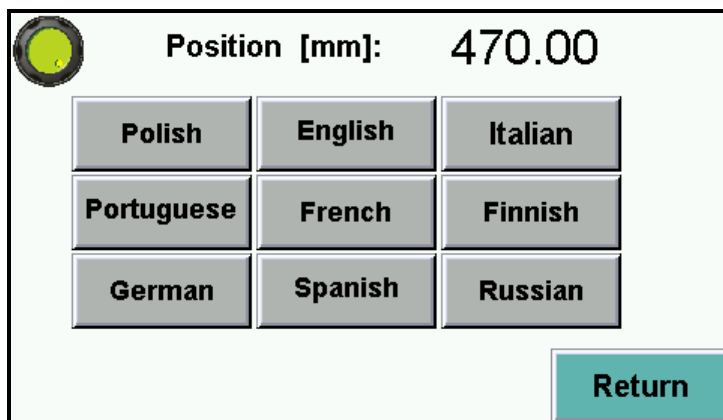 Position [mm]: 470.00
Polish English Italian
Portuguese French Finnish
German Spanish Russian
Return